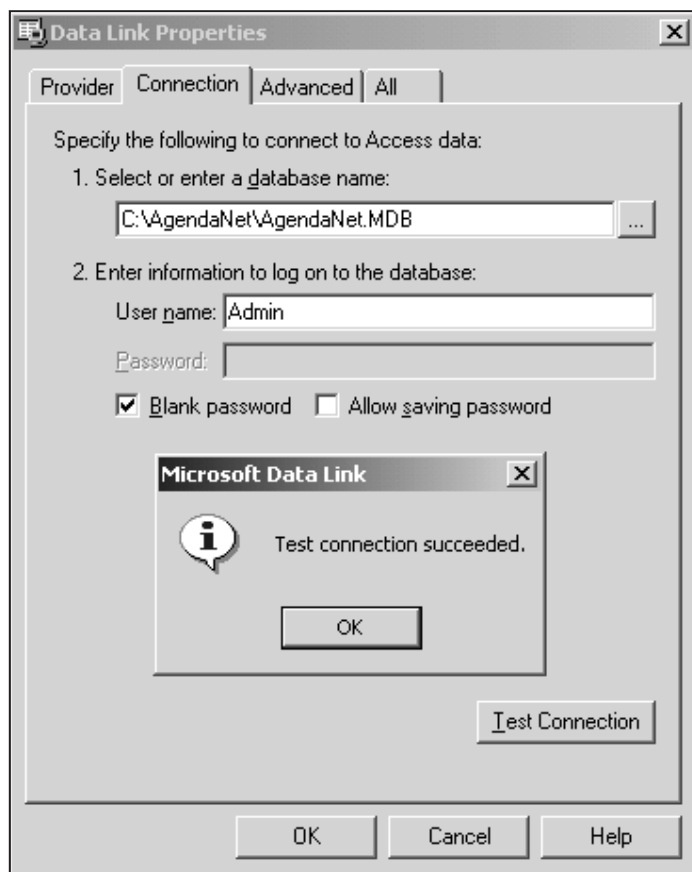 Data Link Properties
Provider Connection Advanced All
Specify the following to connect to Access data:
1. Select or enter a database name:
C:\AgendaNet\AgendaNet.MDB ...
2. Enter information to log on to the database:
User name: Admin
Password:
Blank password Allow saving password
Microsoft Data Link
Test connection succeeded.
OK
Test Connection
OK Cancel Help